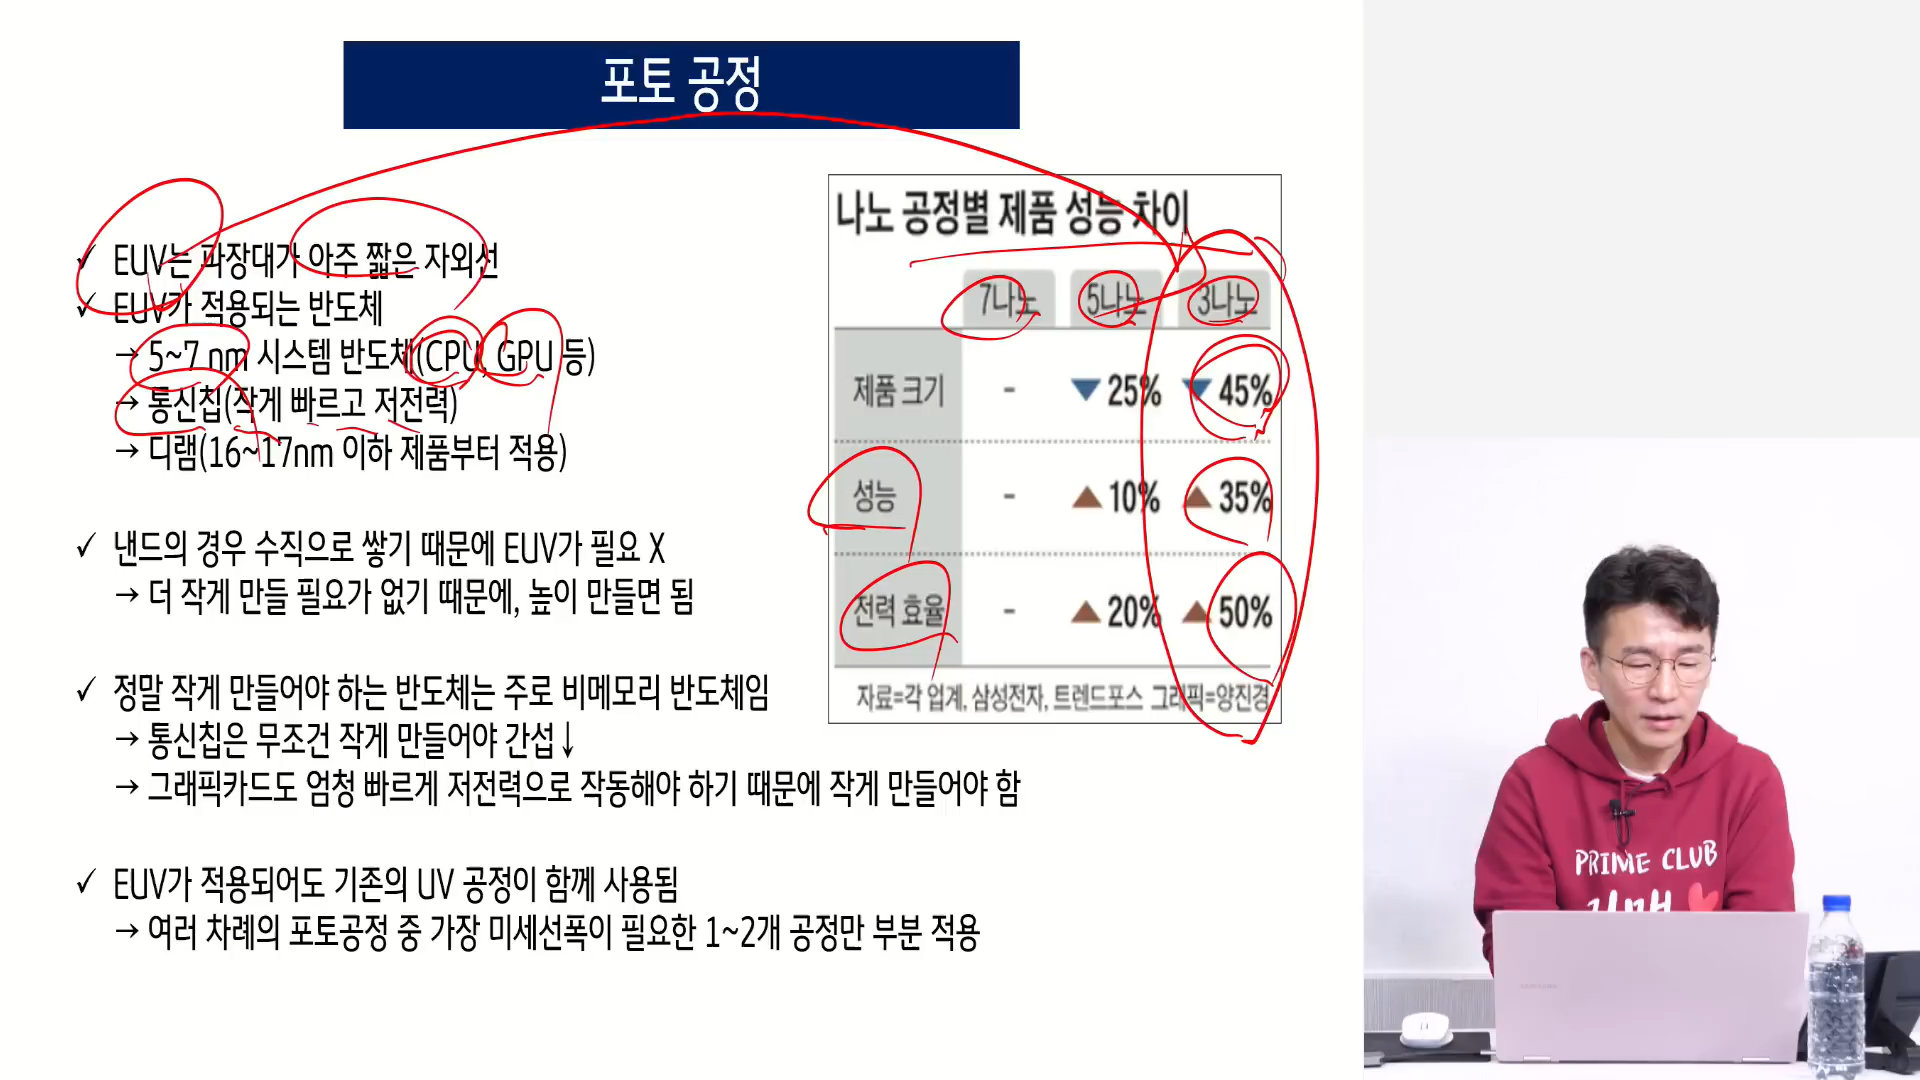 포토 공정
✓ EUV는 파장대가 아주 짧은 자외선
✓ EUV가 적용되는 반도체
→ 5~7 nm 시스템 반도체(CPU, GPU 등)
→ 통신칩(작게 빠르고 저전력)
→ 디램(16~17nm 이하 제품부터 적용)
✓ 낸드의 경우 수직으로 쌓기 때문에 EUV가 필요 X
→ 더 작게 만들 필요가 없기 때문에, 높이 만들면 됨
✓ 정말 작게 만들어야 하는 반도체는 주로 비메모리 반도체임
→ 통신칩은 무조건 작게 만들어야 간섭↓
→ 그래픽카드도 엄청 빠르게 저전력으로 작동해야 하기 때문에 작게 만들어야 함
✓ EUV가 적용되어도 기존의 UV 공정이 함께 사용됨
→ 여러 차례의 포토공정 중 가장 미세선폭이 필요한 1~2개 공정만 부분 적용
나노 공정별 제품 성능 차이
7나노 5나노 3나노
제품 크기 - ▼25% ▼45%
성능 - ▲10% ▲35%
전력 효율 - ▲20% ▲50%
자료=각 업계, 삼성전자, 트렌드포스 그래픽=양진경
PRIME CLUB